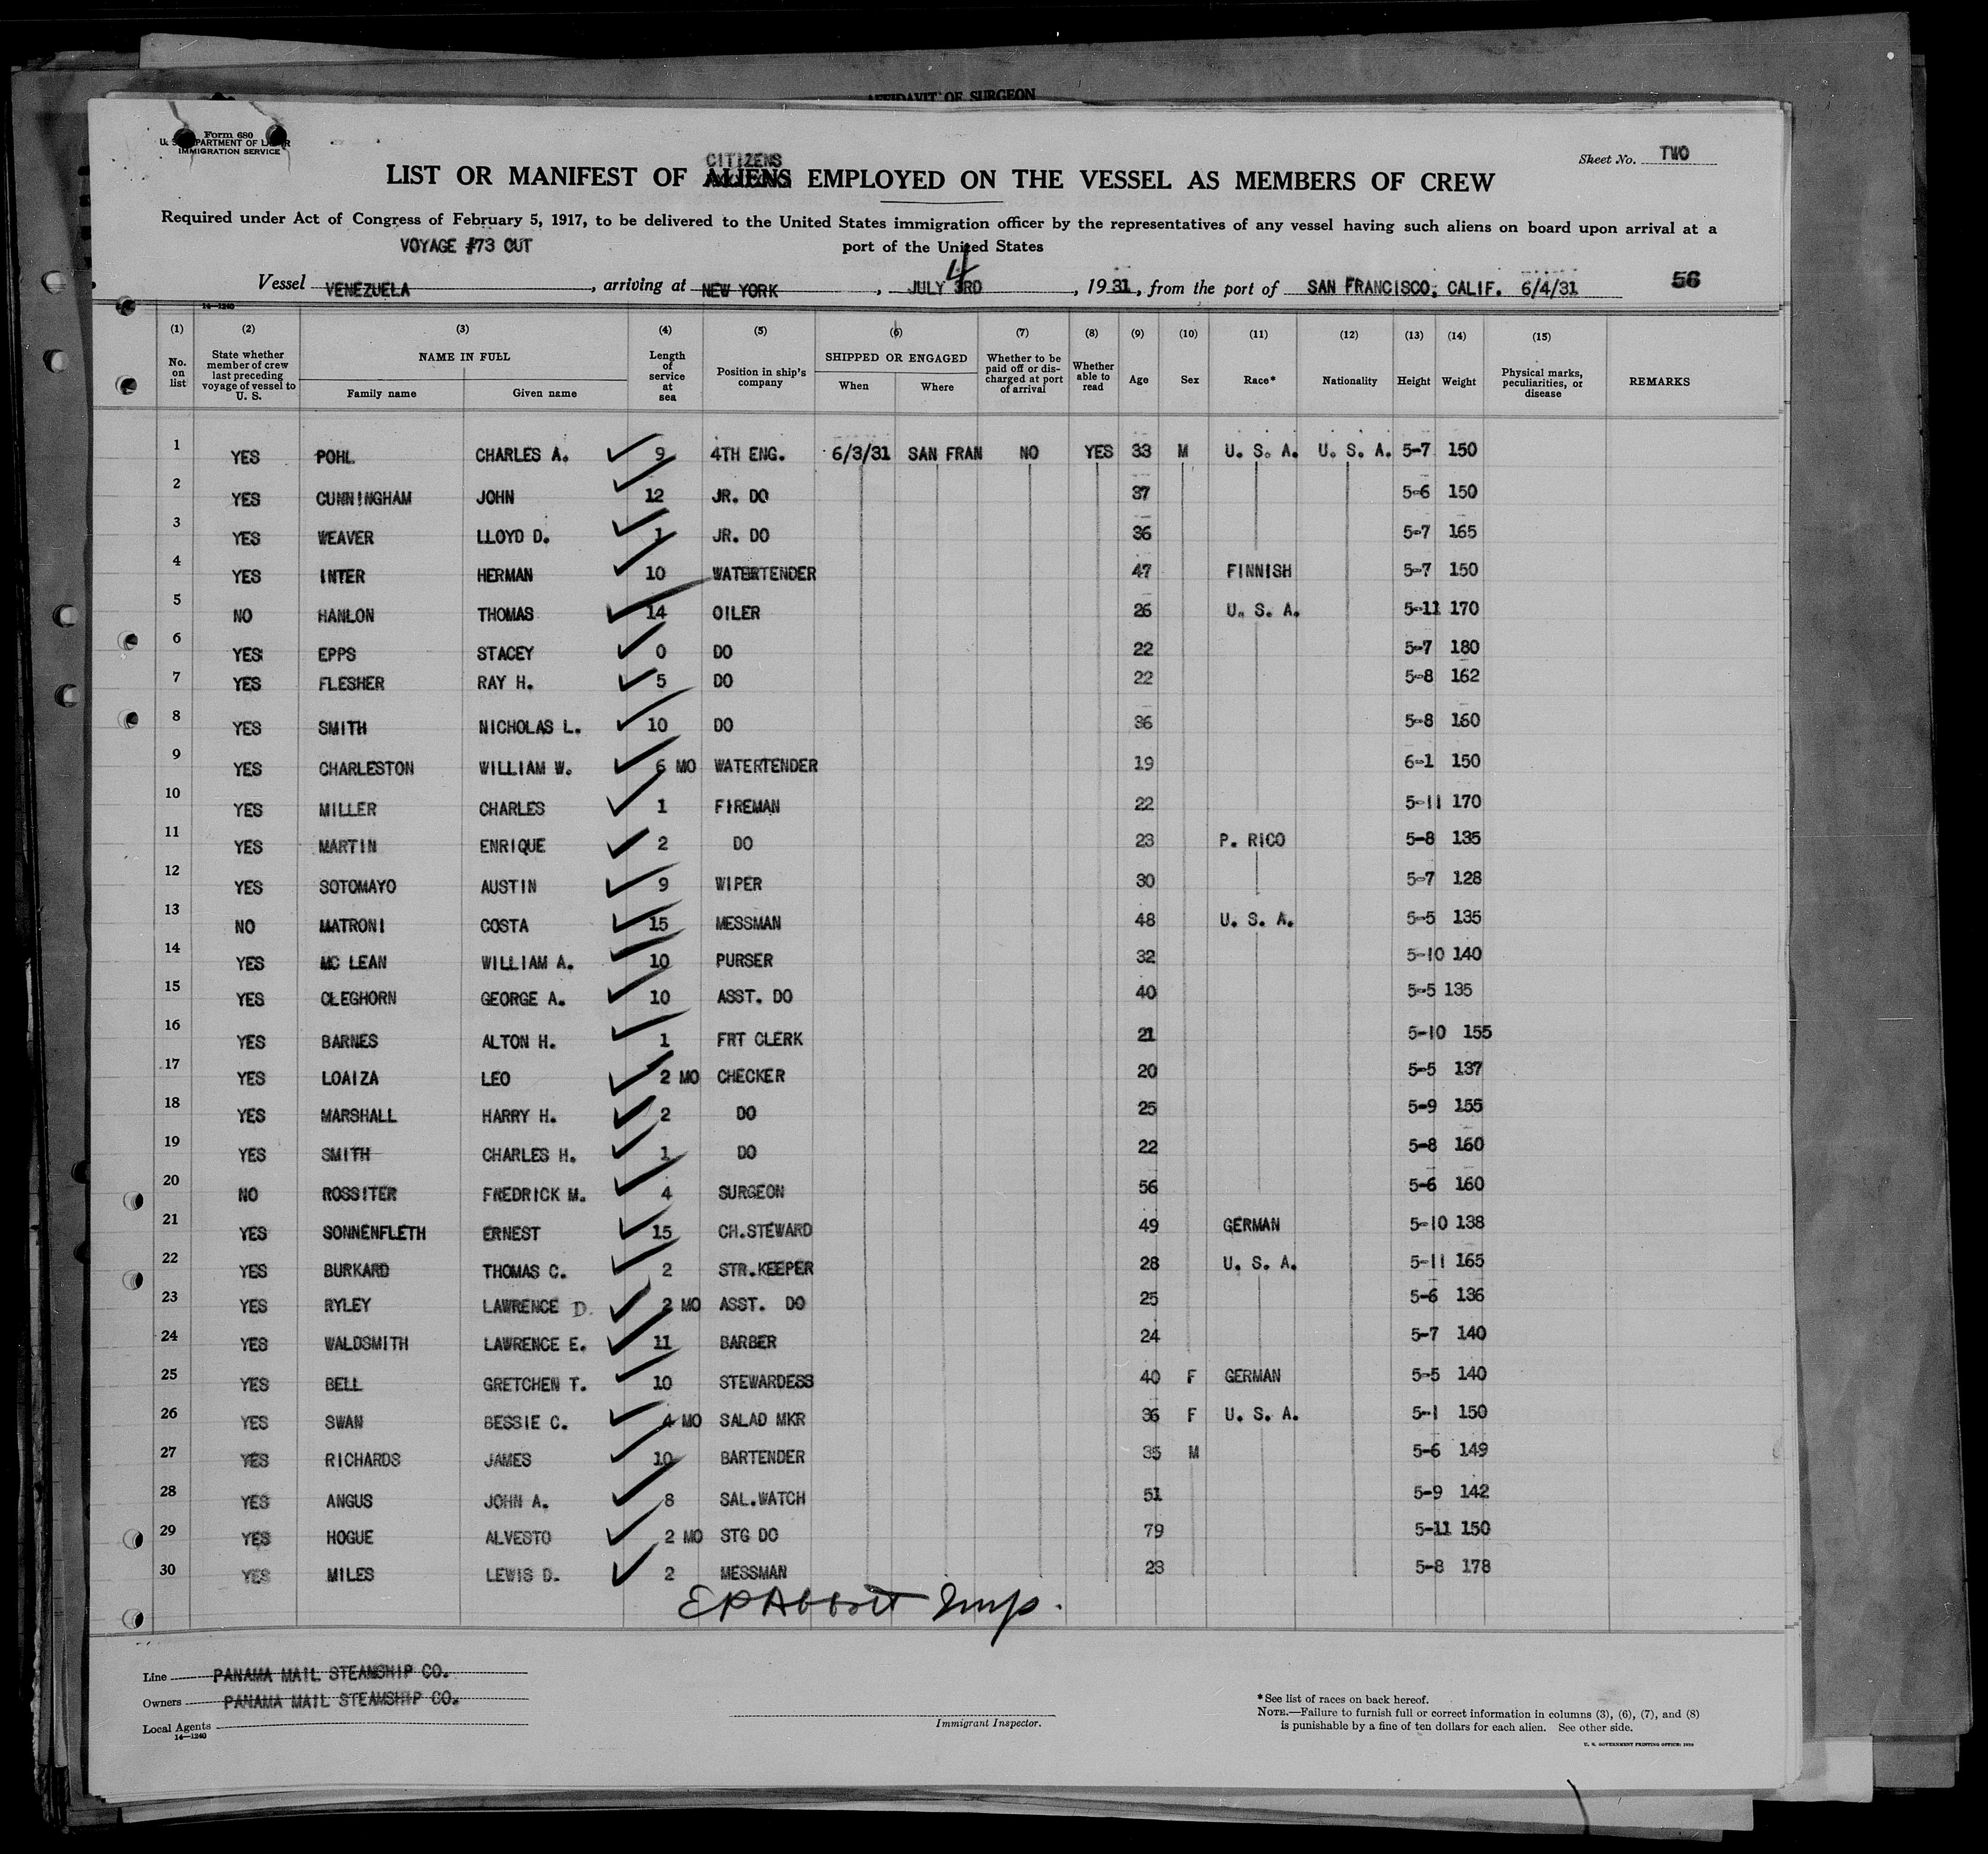 AFFIDAVIT OF SURGEON
Form 680
U. S. DEPARTMENT OF LABOR
IMMIGRATION SERVICE
Sheet No. TWO
CITIZENS
LIST OR MANIFEST OF ALIENS EMPLOYED ON THE VESSEL AS MEMBERS OF CREW
Required under Act of Congress of February 5, 1917, to be delivered to the United States immigration officer by the representatives of any vessel having such aliens on board upon arrival at a
port of the United States
VOYAGE #73 OUT
Vessel VENEZUELA, arriving at NEW YORK, JULY 3RD 4, 1931, from the port of SAN FRANCISCO, CALIF. 6/4/31 56
14-1240
(1) (2) (3) (4) (5) (6) (7) (8) (9) (10) (11) (12) (13) (14) (15)
No. on list State whether member of crew last preceding voyage of vessel to U. S. NAME IN FULL Family name Given name Length of service at sea Position in ship's company SHIPPED OR ENGAGED When Where Whether to be paid off or discharged at port of arrival Whether able to read Age Sex Race* Nationality Height Weight Physical marks, peculiarities, or disease REMARKS
1 YES POHL CHARLES A. 9 4TH ENG. 6/3/31 SAN FRAN NO YES 33 M U. S. A. U. S. A. 5-7 150
2 YES CUNNINGHAM JOHN 12 JR. DO 37 5-6 150
3 YES WEAVER LLOYD D. 1 JR. DO 36 5-7 165
4 YES INTER HERMAN 10 WATERTENDER 47 FINNISH 5-7 150
5 NO HANLON THOMAS 14 OILER 26 U. S. A. 5-11 170
6 YES EPPS STACEY 0 DO 22 5-7 180
7 YES FLESHER RAY H. 5 DO 22 5-8 162
8 YES SMITH NICHOLAS L. 10 DO 36 5-8 160
9 YES CHARLESTON WILLIAM W. 6 MO WATERTENDER 19 6-1 150
10 YES MILLER CHARLES 1 FIREMAN 22 5-11 170
11 YES MARTIN ENRIQUE 2 DO 23 P. RICO 5-8 135
12 YES SOTOMAYO AUSTIN 9 WIPER 30 5-7 128
13 NO MATRONI COSTA 15 MESSMAN 48 U. S. A. 5-5 135
14 YES MC LEAN WILLIAM A. 10 PURSER 32 5-10 140
15 YES CLEGHORN GEORGE A. 10 ASST. DO 40 5-5 135
16 YES BARNES ALTON H. 1 FRT CLERK 21 5-10 155
17 YES LOAIZA LEO 2 MO CHECKER 20 5-5 137
18 YES MARSHALL HARRY H. 2 DO 25 5-9 155
19 YES SMITH CHARLES H. 1 DO 22 5-8 160
20 NO ROSSITER FREDRICK M. 4 SURGEON 56 5-6 160
21 YES SONNENFLETH ERNEST 15 CH.STEWARD 49 GERMAN 5-10 138
22 YES BURKARD THOMAS C. 2 STR.KEEPER 28 U. S. A. 5-11 165
23 YES RYLEY LAWRENCE D. 2 MO ASST. DO 25 5-6 136
24 YES WALDSMITH LAWRENCE E. 11 BARBER 24 5-7 140
25 YES BELL GRETCHEN T. 10 STEWARDESS 40 F GERMAN 5-5 140
26 YES SWAN BESSIE C. 4 MO SALAD MKR 36 F U. S. A. 5-1 150
27 YES RICHARDS JAMES 10 BARTENDER 35 M 5-6 149
28 YES ANGUS JOHN A. 8 SAL.WATCH 51 5-9 142
29 YES HOGUE ALVESTO 2 MO STG DO 79 5-11 150
30 YES MILES LEWIS D. 2 MESSMAN 23 5-8 178
E P Abbott Insp.
Line PANAMA MAIL STEAMSHIP CO.
Owners PANAMA MAIL STEAMSHIP CO.
Local Agents
14-1240
Immigrant Inspector.
*See list of races on back hereof.
NOTE.—Failure to furnish full or correct information in columns (3), (6), (7), and (8)
is punishable by a fine of ten dollars for each alien. See other side.
U. S. GOVERNMENT PRINTING OFFICE: